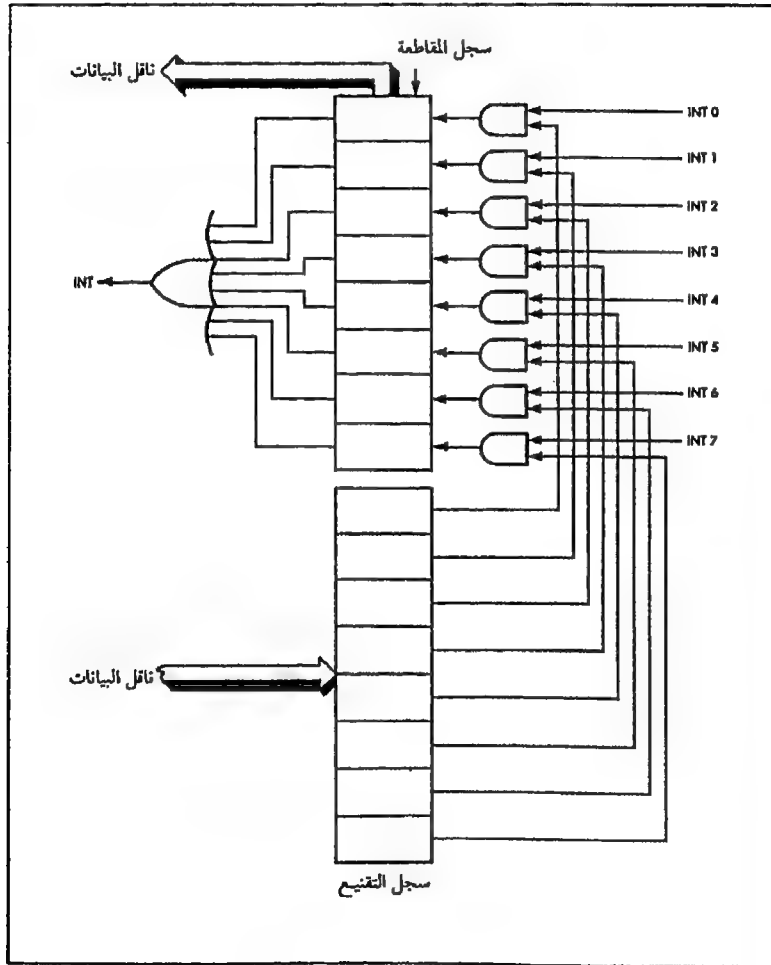 سجل المقاطعة
ناقل البيانات
INT 0
INT 1
INT 2
INT 3
INT
INT 4
INT 5
INT 6
INT 7
ناقل البيانات
سجل التقنيع